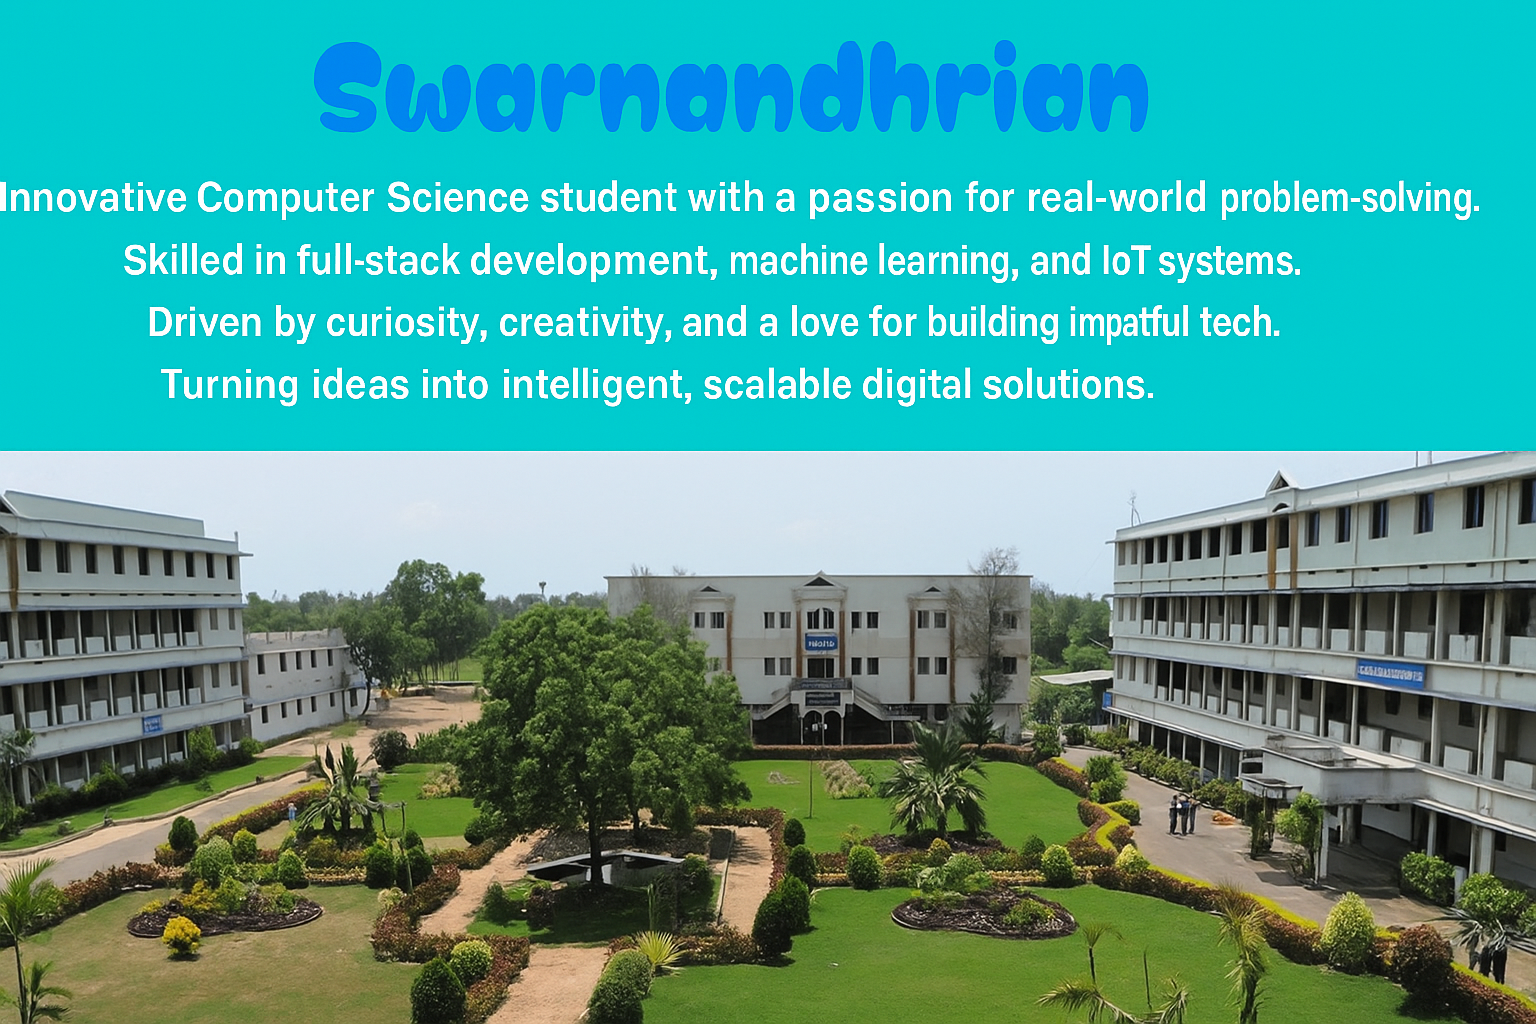 Swarnandhrian
Innovative Computer Science student with a passion for real-world problem-solving.
Skilled in full-stack development, machine learning, and IoT systems.
Driven by curiosity, creativity, and a love for building impatful tech.
Turning ideas into intelligent, scalable digital solutions.